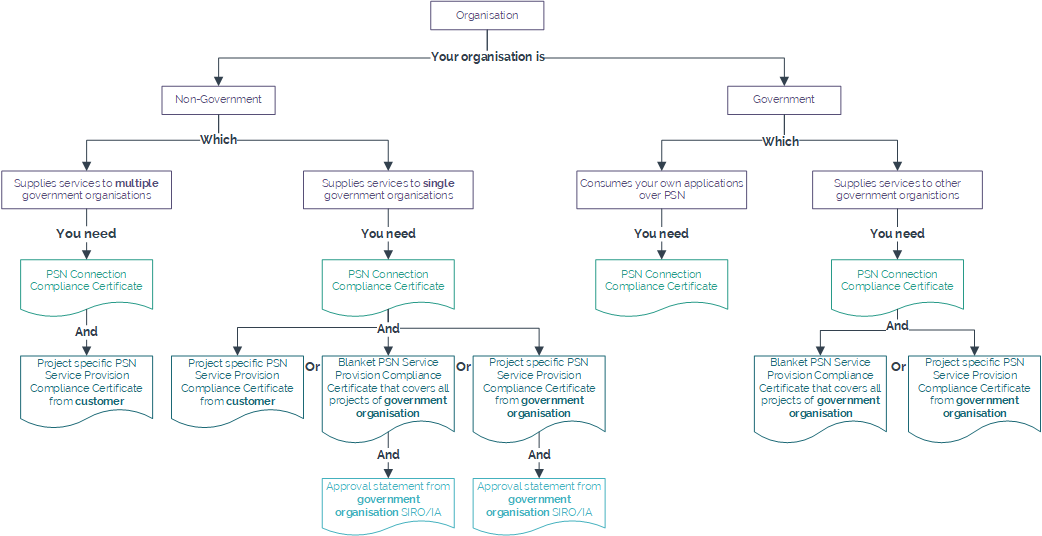 Organisation
Your organisation is
Non-Government
Government
Which
Which
Supplies services to multiple
government organisations
Supplies services to single
government organisations
Consumes your own applications
over PSN
Supplies services to other
government organistions
You need
You need
You need
You need
PSN Connection
Compliance Certificate
PSN Connection
Compliance Certificate
PSN Connection
Compliance Certificate
PSN Connection
Compliance Certificate
And
And
And
Project specific PSN
Service Provision
Compliance Certificate
from customer
Project specific PSN
Service Provision
Compliance Certificate
from customer
Or
Blanket PSN Service
Provision Compliance
Certificate that covers all
projects of government
organisation
Or
Project specific PSN
Service Provision
Compliance Certificate
from government
organisation
Blanket PSN Service
Provision Compliance
Certificate that covers all
projects of government
organisation
Or
Project specific PSN
Service Provision
Compliance Certificate
from government
organisation
And
And
Approval statement from
government
organisation SIRO/IA
Approval statement from
government
organisation SIRO/IA